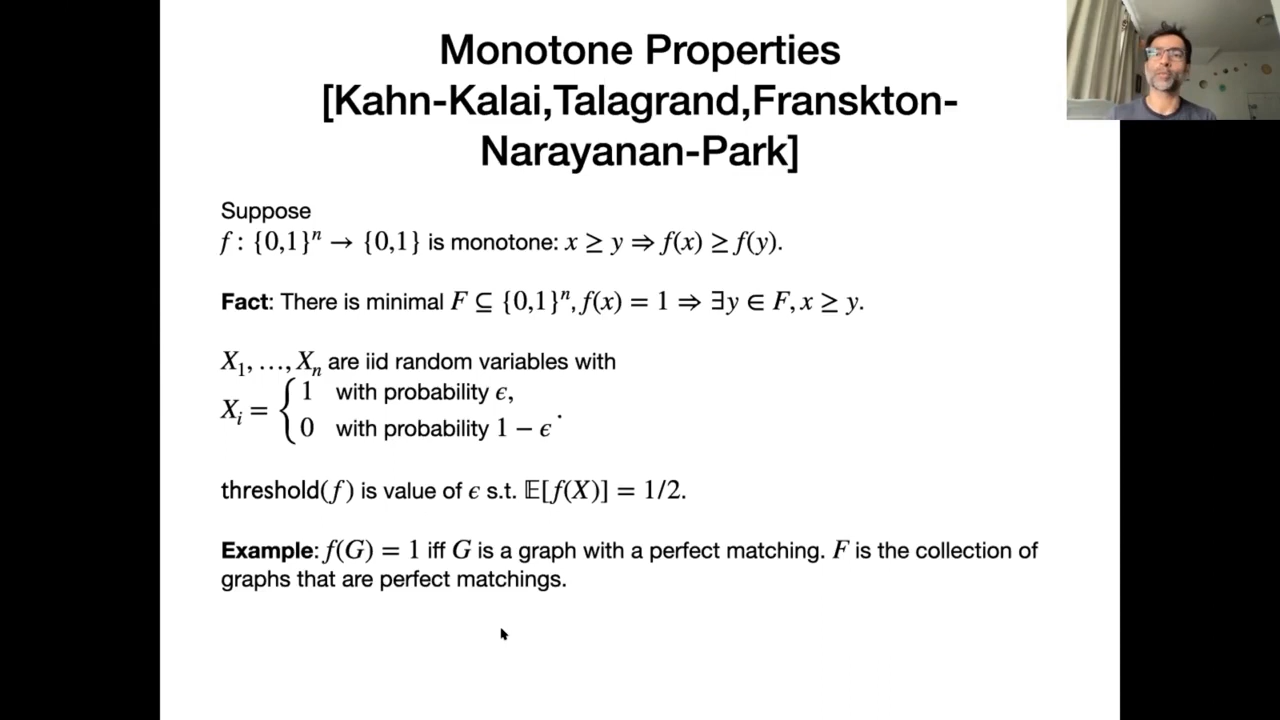 Monotone Properties
[Kahn-Kalai,Talagrand,Franskton-
Narayanan-Park]
Suppose
f : {0,1}ⁿ → {0,1} is monotone: x ≥ y ⇒ f(x) ≥ f(y).
Fact: There is minimal F ⊆ {0,1}ⁿ, f(x) = 1 ⇒ ∃y ∈ F, x ≥ y.
X₁, …, Xₙ are iid random variables with
Xᵢ = { 1 with probability ϵ,
0 with probability 1 − ϵ .
threshold(f) is value of ϵ s.t. 𝔼[f(X)] = 1/2.
Example: f(G) = 1 iff G is a graph with a perfect matching. F is the collection of
graphs that are perfect matchings.